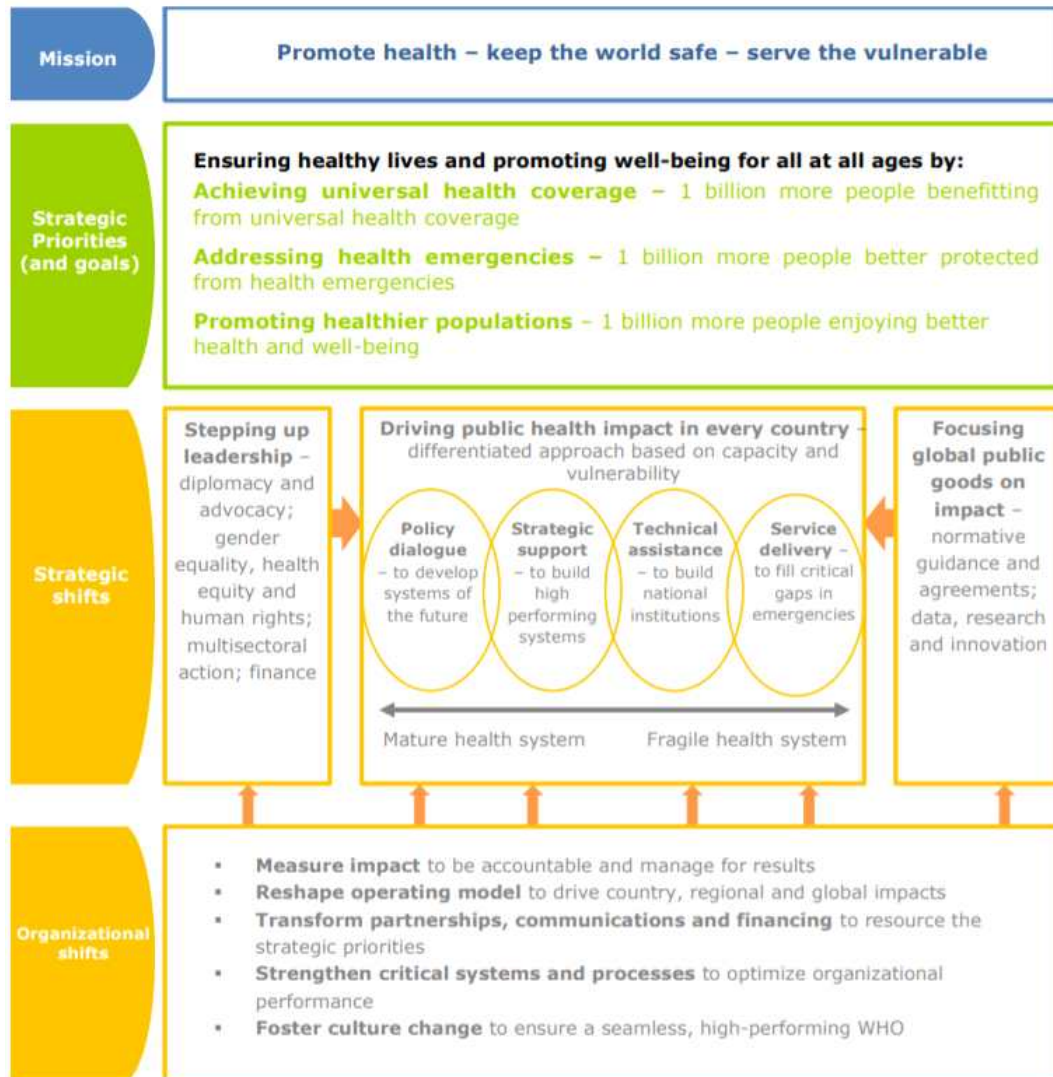 Mission
Promote health – keep the world safe – serve the vulnerable
Strategic
Priorities
(and goals)
Ensuring healthy lives and promoting well-being for all at all ages by:
Achieving universal health coverage – 1 billion more people benefitting
from universal health coverage
Addressing health emergencies – 1 billion more people better protected
from health emergencies
Promoting healthier populations – 1 billion more people enjoying better
health and well-being
Strategic
shifts
Stepping up
leadership –
diplomacy and
advocacy;
gender
equality, health
equity and
human rights;
multisectoral
action; finance
Driving public health impact in every country –
differentiated approach based on capacity and
vulnerability
Policy
dialogue
– to develop
systems of
the future
Strategic
support
– to build
high
performing
systems
Technical
assistance
– to build
national
institutions
Service
delivery –
to fill critical
gaps in
emergencies
Mature health system
Fragile health system
Focusing
global public
goods on
impact –
normative
guidance and
agreements;
data, research
and innovation
Organizational
shifts
▪ Measure impact to be accountable and manage for results
▪ Reshape operating model to drive country, regional and global impacts
▪ Transform partnerships, communications and financing to resource the
strategic priorities
▪ Strengthen critical systems and processes to optimize organizational
performance
▪ Foster culture change to ensure a seamless, high-performing WHO